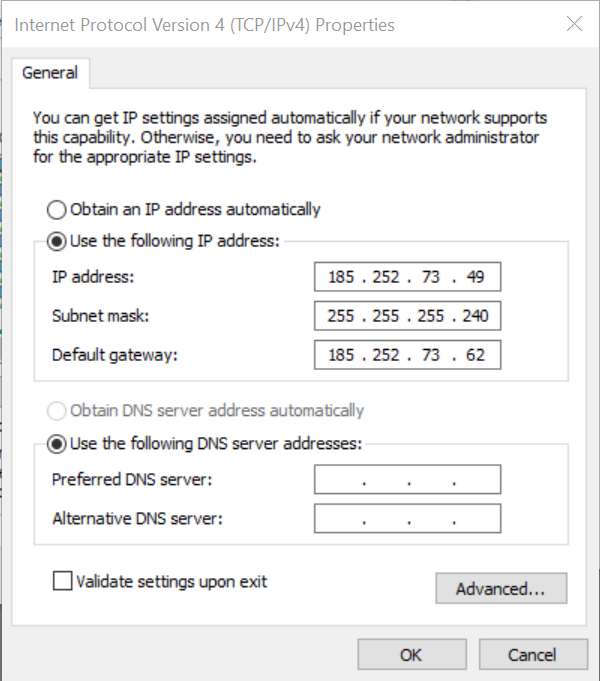 Internet Protocol Version 4 (TCP/IPv4) Properties
General
You can get IP settings assigned automatically if your network supports
this capability. Otherwise, you need to ask your network administrator
for the appropriate IP settings.
Obtain an IP address automatically
Use the following IP address:
IP address: 185 . 252 . 73 . 49
Subnet mask: 255 . 255 . 255 . 240
Default gateway: 185 . 252 . 73 . 62
Obtain DNS server address automatically
Use the following DNS server addresses:
Preferred DNS server: . . .
Alternative DNS server: . . .
Validate settings upon exit
Advanced...
OK Cancel